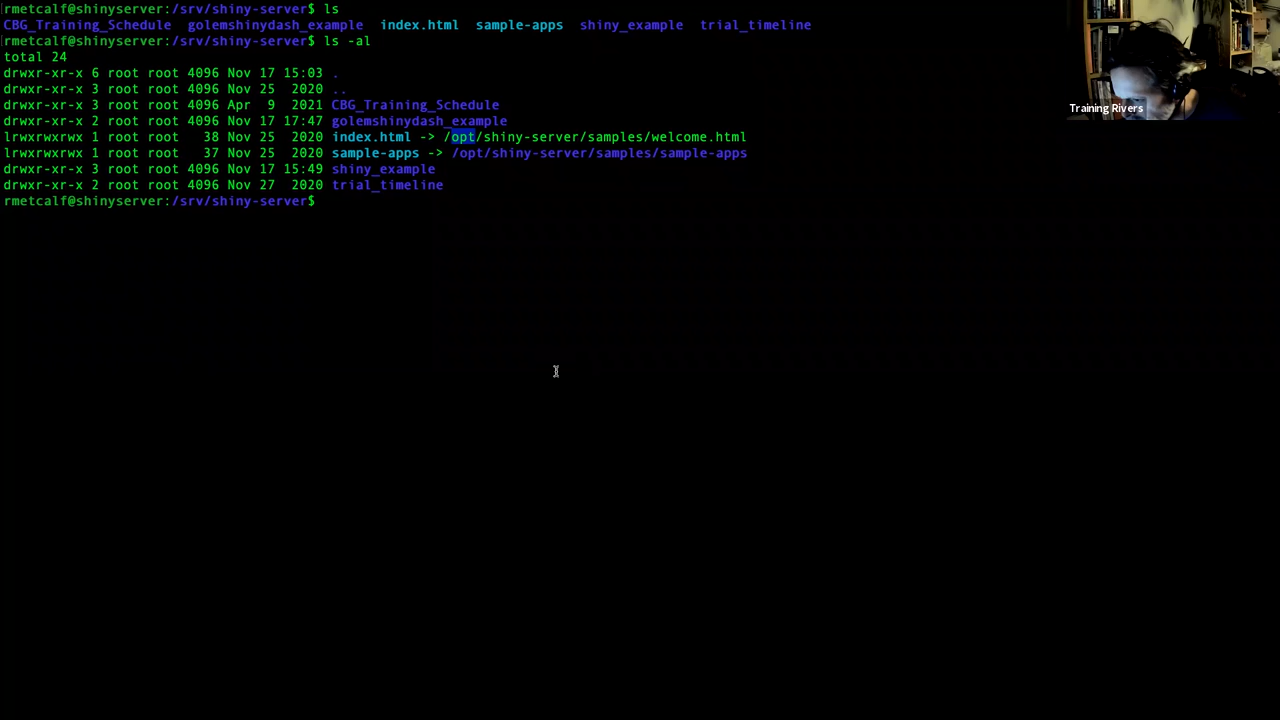 rmetcalf@shinyserver:/srv/shiny-server$ ls
CBG_Training_Schedule golemshinydash_example index.html sample-apps shiny_example trial_timeline
rmetcalf@shinyserver:/srv/shiny-server$ ls -al
total 24
drwxr-xr-x 6 root root 4096 Nov 17 15:03 .
drwxr-xr-x 3 root root 4096 Nov 25 2020 ..
drwxr-xr-x 3 root root 4096 Apr 9 2021 CBG_Training_Schedule
drwxr-xr-x 2 root root 4096 Nov 17 17:47 golemshinydash_example
lrwxrwxrwx 1 root root 38 Nov 25 2020 index.html -> /opt/shiny-server/samples/welcome.html
lrwxrwxrwx 1 root root 37 Nov 25 2020 sample-apps -> /opt/shiny-server/samples/sample-apps
drwxr-xr-x 3 root root 4096 Nov 17 15:49 shiny_example
drwxr-xr-x 2 root root 4096 Nov 27 2020 trial_timeline
rmetcalf@shinyserver:/srv/shiny-server$
Training Rivers